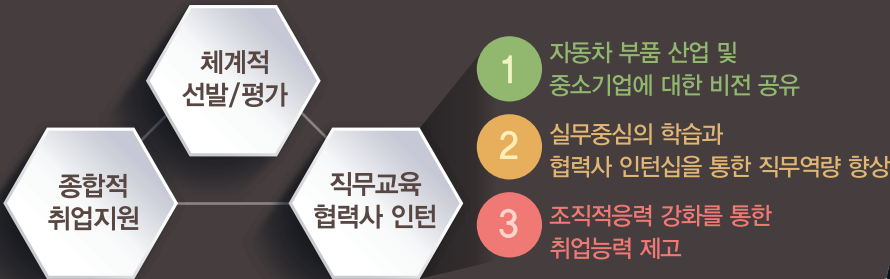 체계적
선발/평가
종합적
취업지원
직무교육
협력사 인턴
1
자동차 부품 산업 및
중소기업에 대한 비전 공유
2
실무중심의 학습과
협력사 인턴십을 통한 직무역량 향상
3
조직적응력 강화를 통한
취업능력 제고